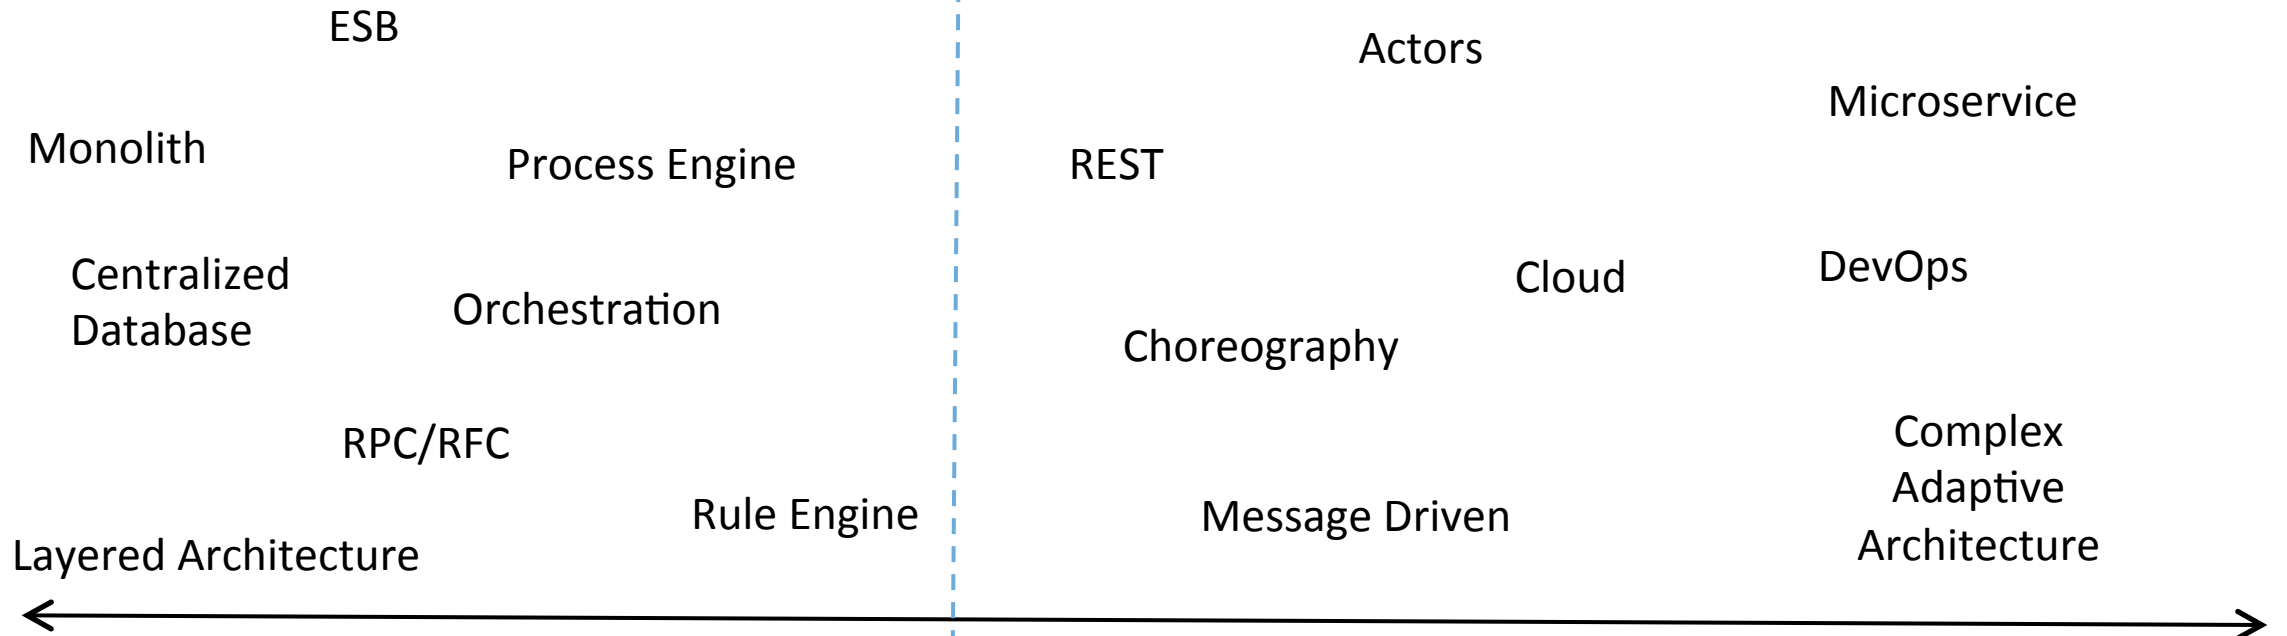 ESB
Actors
Microservice
Monolith
Process Engine
REST
Centralized
Database
Orchestration
Cloud
DevOps
Choreography
RPC/RFC
Complex
Adaptive
Architecture
Rule Engine
Message Driven
Layered Architecture